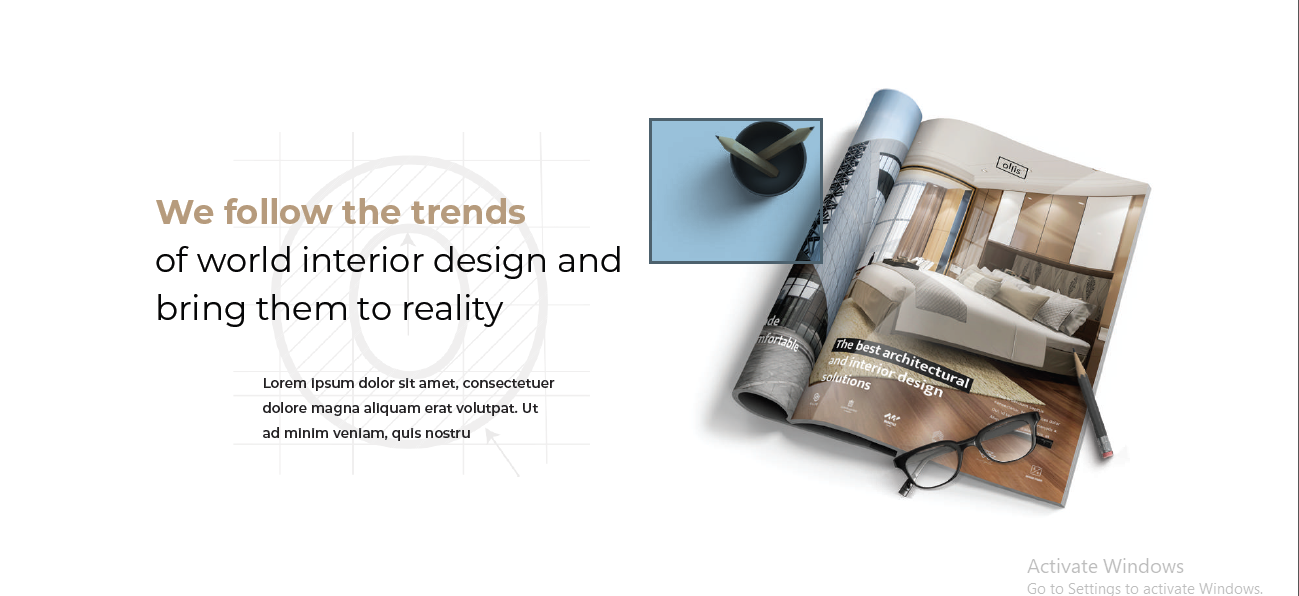 We follow the trends
of world interior design and
bring them to reality
Lorem ipsum dolor sit amet, consectetuer
dolore magna aliquam erat volutpat. Ut
ad minim veniam, quis nostru
ollis
The best architectural
and interior design
solutions
mfortable
Activate Windows
Go to Settings to activate Windows.